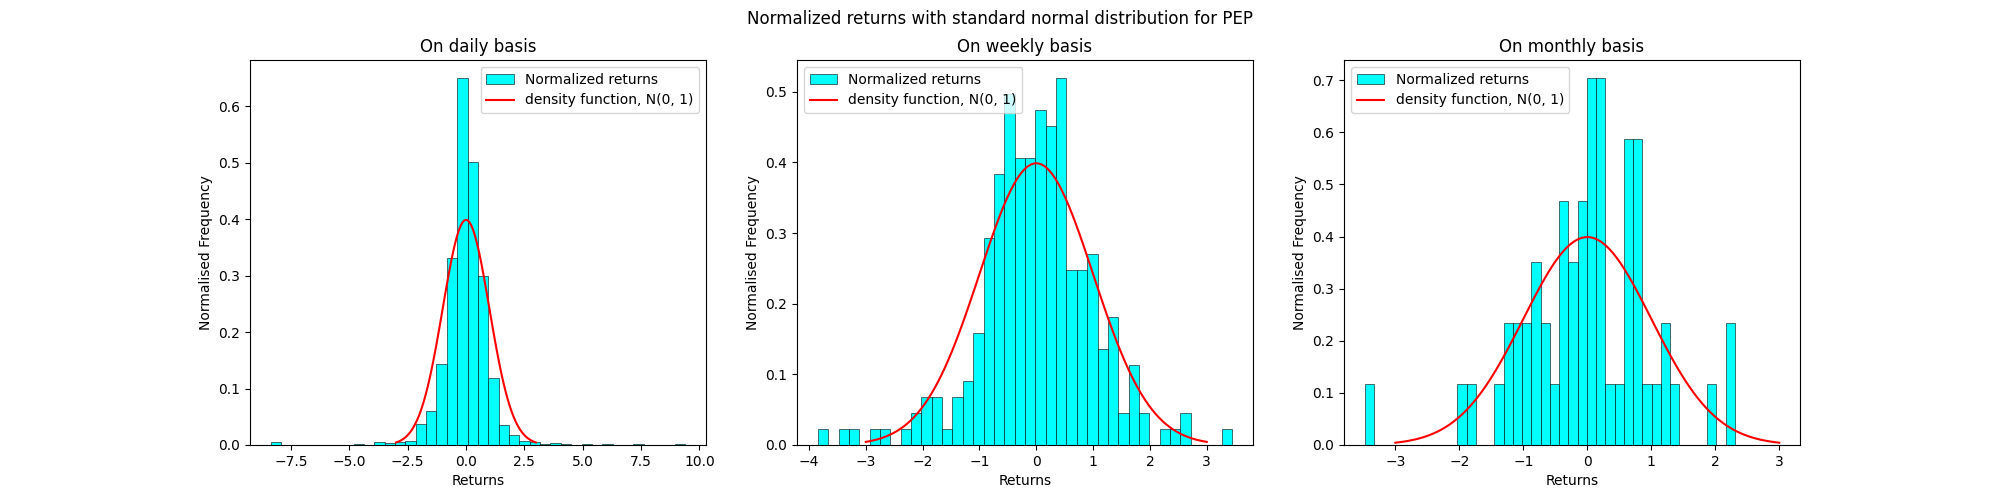 Normalized returns with standard normal distribution for PEP
On daily basis
Normalized returns
density function, N(0, 1)
Normalised Frequency
0.6
0.5
0.4
0.3
0.2
0.1
0.0
−7.5 −5.0 −2.5 0.0 2.5 5.0 7.5 10.0
Returns
On weekly basis
Normalized returns
density function, N(0, 1)
Normalised Frequency
0.5
0.4
0.3
0.2
0.1
0.0
−4 −3 −2 −1 0 1 2 3
Returns
On monthly basis
Normalized returns
density function, N(0, 1)
Normalised Frequency
0.7
0.6
0.5
0.4
0.3
0.2
0.1
0.0
−3 −2 −1 0 1 2 3
Returns